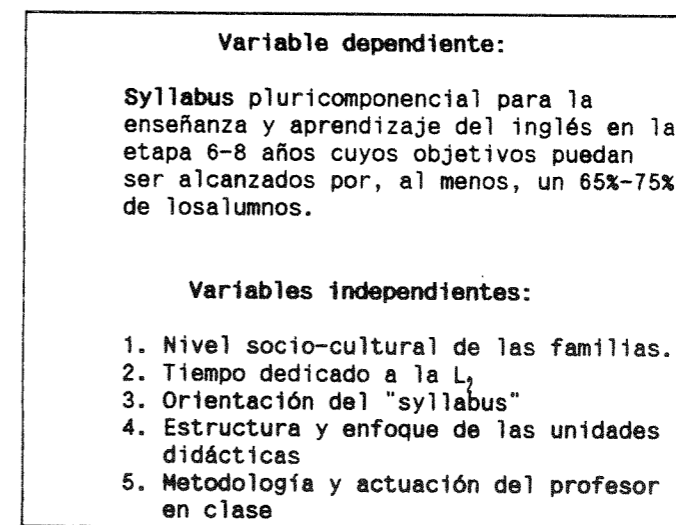 Variable dependiente:
Syllabus pluricomponencial para la
enseñanza y aprendizaje del inglés en la
etapa 6-8 años cuyos objetivos puedan
ser alcanzados por, al menos, un 65%-75%
de losalumnos.
Variables independientes:
1. Nivel socio-cultural de las familias.
2. Tiempo dedicado a la L2
3. Orientación del "syllabus"
4. Estructura y enfoque de las unidades
didácticas
5. Metodología y actuación del profesor
en clase